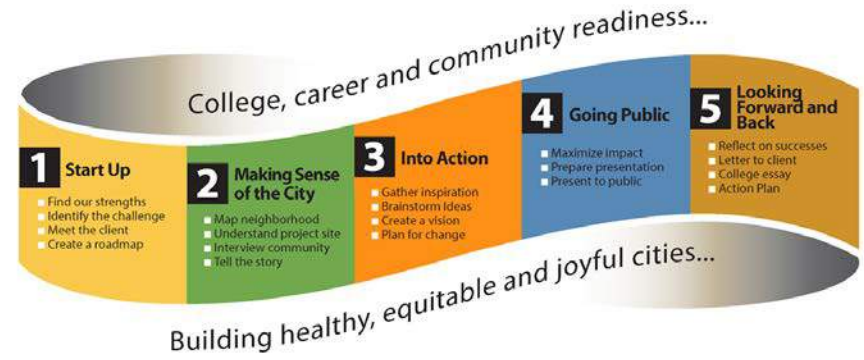 College, career and community readiness...
1 Start Up
Find our strengths
Identify the challenge
Meet the client
Create a roadmap
2 Making Sense
of the City
Map neighborhood
Understand project site
Interview community
Tell the story
3 Into Action
Gather inspiration
Brainstorm Ideas
Create a vision
Plan for change
4 Going Public
Maximize impact
Prepare presentation
Present to public
5 Looking
Forward and
Back
Reflect on successes
Letter to client
College essay
Action Plan
Building healthy, equitable and joyful cities...